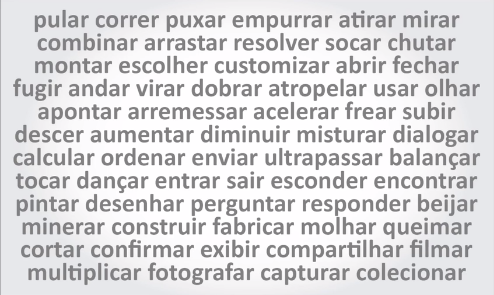 pular correr puxar empurrar atirar mirar
combinar arrastar resolver socar chutar
montar escolher customizar abrir fechar
fugir andar virar dobrar atropelar usar olhar
apontar arremessar acelerar frear subir
descer aumentar diminuir misturar dialogar
calcular ordenar enviar ultrapassar balançar
tocar dançar entrar sair esconder encontrar
pintar desenhar perguntar responder beijar
minerar construir fabricar molhar queimar
cortar confirmar exibir compartilhar filmar
multiplicar fotografar capturar colecionar